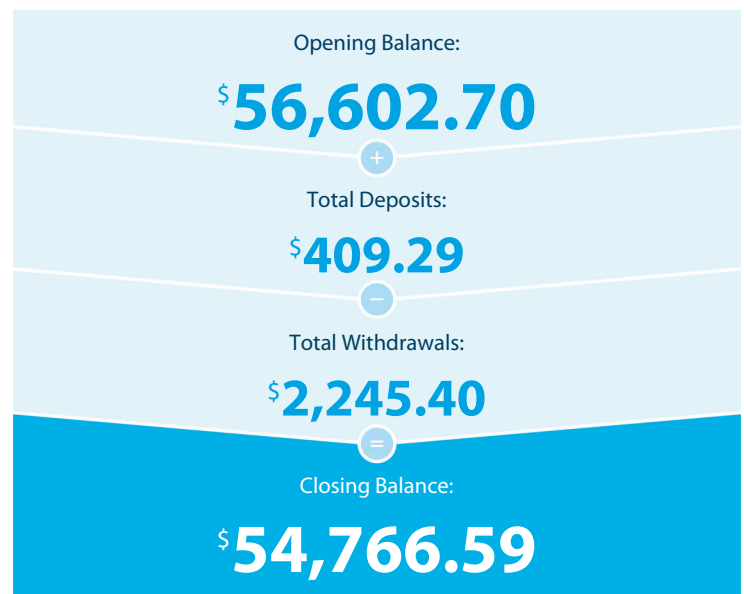 Opening Balance:
$56,602.70
+
Total Deposits:
$409.29
−
Total Withdrawals:
$2,245.40
=
Closing Balance:
$54,766.59